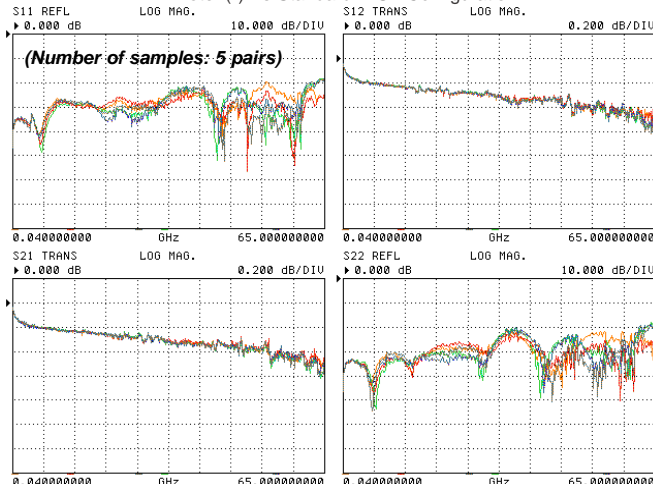 S11 REFL LOG MAG.
0.000 dB 10.000 dB/DIV
(Number of samples: 5 pairs)
0.040000000 GHz 65.000000000
S12 TRANS LOG MAG.
0.000 dB 0.200 dB/DIV
0.040000000 GHz 65.000000000
S21 TRANS LOG MAG.
0.000 dB 0.200 dB/DIV
0.040000000 GHz 65.000000000
S22 REFL LOG MAG.
0.000 dB 10.000 dB/DIV
0.040000000 GHz 65.000000000